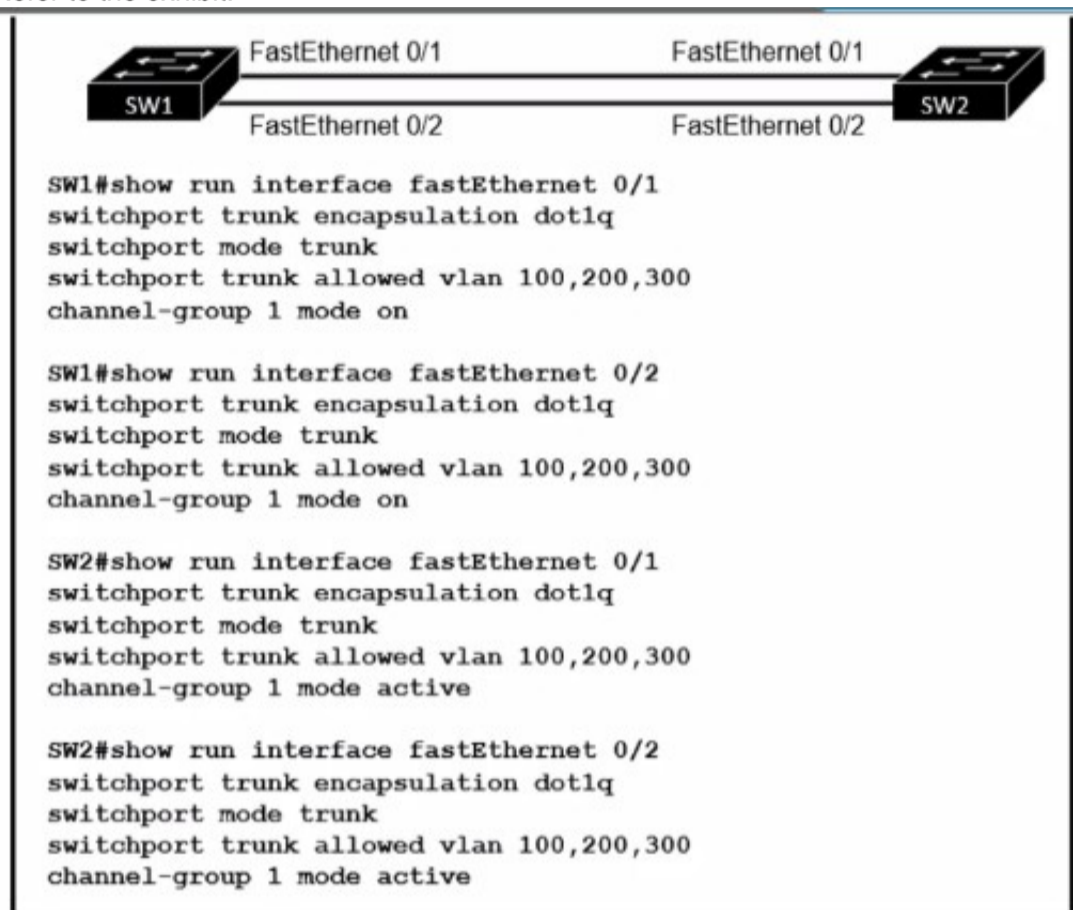 FastEthernet 0/1 FastEthernet 0/1
SW1 SW2
FastEthernet 0/2 FastEthernet 0/2
SW1#show run interface fastEthernet 0/1
switchport trunk encapsulation dot1q
switchport mode trunk
switchport trunk allowed vlan 100,200,300
channel-group 1 mode on
SW1#show run interface fastEthernet 0/2
switchport trunk encapsulation dot1q
switchport mode trunk
switchport trunk allowed vlan 100,200,300
channel-group 1 mode on
SW2#show run interface fastEthernet 0/1
switchport trunk encapsulation dot1q
switchport mode trunk
switchport trunk allowed vlan 100,200,300
channel-group 1 mode active
SW2#show run interface fastEthernet 0/2
switchport trunk encapsulation dot1q
switchport mode trunk
switchport trunk allowed vlan 100,200,300
channel-group 1 mode active